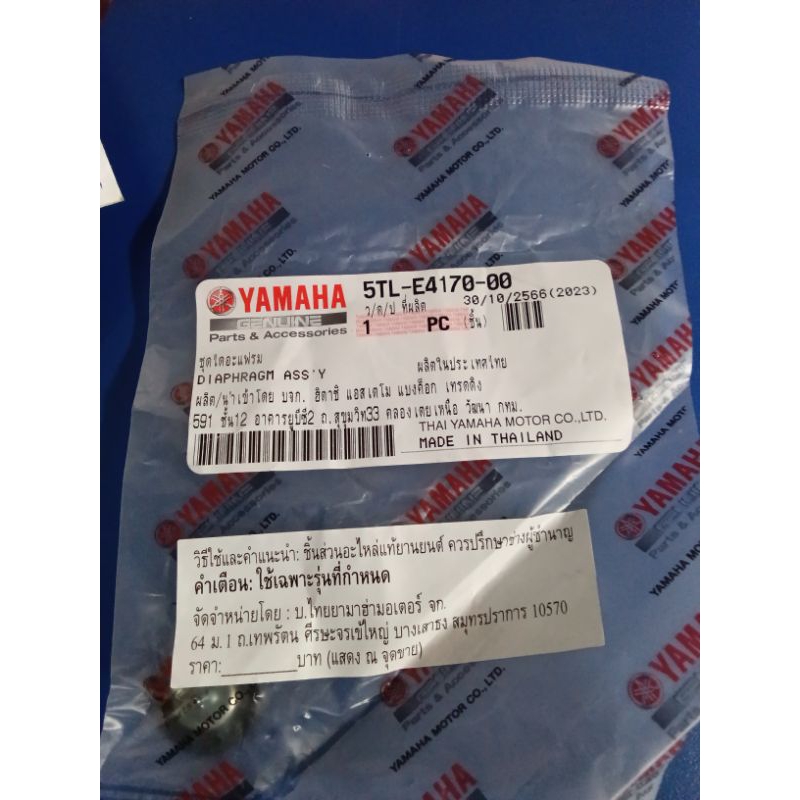 YAMAHA
GENUINE
Parts & Accessories
5TL-E4170-00
ว/ด/ป ที่ผลิต 30/10/2566(2023)
1 PC (ชิ้น)
ชุดไดอะแฟรม
DIAPHRAGM ASS'Y
ผลิตในประเทศไทย
ผลิต/นำเข้าโดย บจก. ฮิตาชิ แอสเตโม แบงค็อก เทรดดิ้ง
591 ชั้น12 อาคารยูบีซี2 ถ.สุขุมวิท33 คลองเตยเหนือ วัฒนา กทม.
THAI YAMAHA MOTOR CO.,LTD.
MADE IN THAILAND
วิธีใช้และคำแนะนำ: ชิ้นส่วนอะไหล่แท้ยานยนต์ ควรปรึกษาช่างผู้ชำนาญ
คำเตือน: ใช้เฉพาะรุ่นที่กำหนด
จัดจำหน่ายโดย : บ.ไทยยามาฮ่ามอเตอร์ จก.
64 ม.1 ถ.เทพรัตน ศีรษะจรเข้ใหญ่ บางเสาธง สมุทรปราการ 10570
ราคา:__________บาท (แสดง ณ จุดขาย)
YAMAHA
Parts & Accessories
YAMAHA MOTOR CO.,LTD.